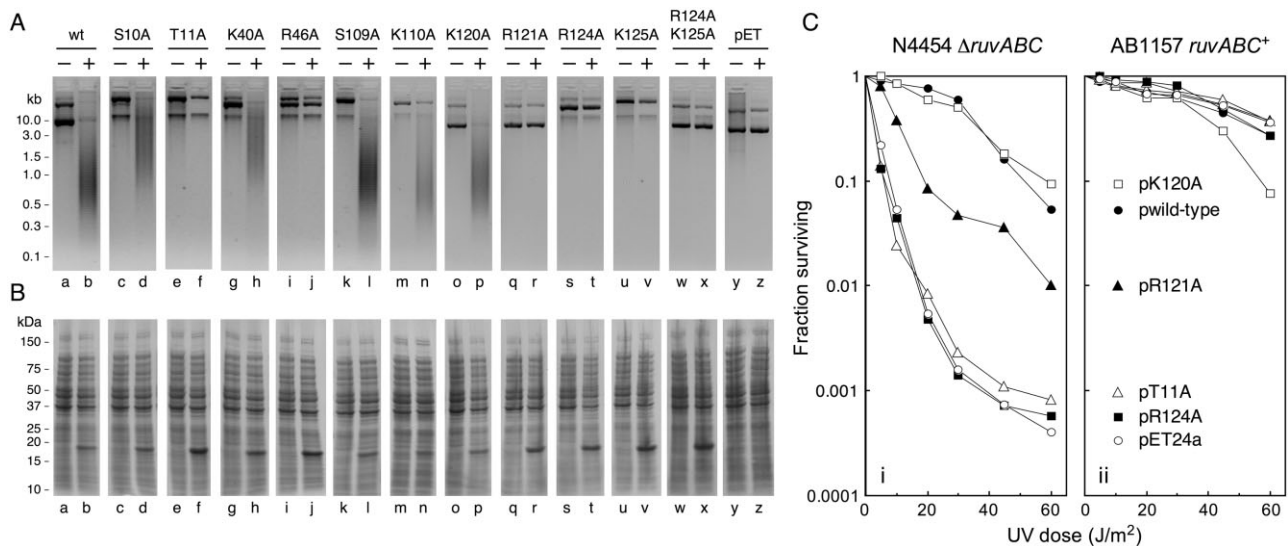 A
wt S10A T11A K40A R46A S109A K110A K120A R121A R124A K125A R124A K125A pET
− + − + − + − + − + − + − + − + − + − + − + − + − +
kb
10.0
3.0
1.5
1.0
0.5
0.3
0.1
a b c d e f g h i j k l m n o p q r s t u v w x y z
B
kDa
150
75
50
37
25
20
15
10
a b c d e f g h i j k l m n o p q r s t u v w x y z
C
N4454 ΔruvABC
AB1157 ruvABC+
Fraction surviving
1
0.1
0.01
0.001
0.0001
pK120A
pwild-type
pR121A
pT11A
pR124A
pET24a
i
ii
0 20 40 60 0 20 40 60
UV dose (J/m²)